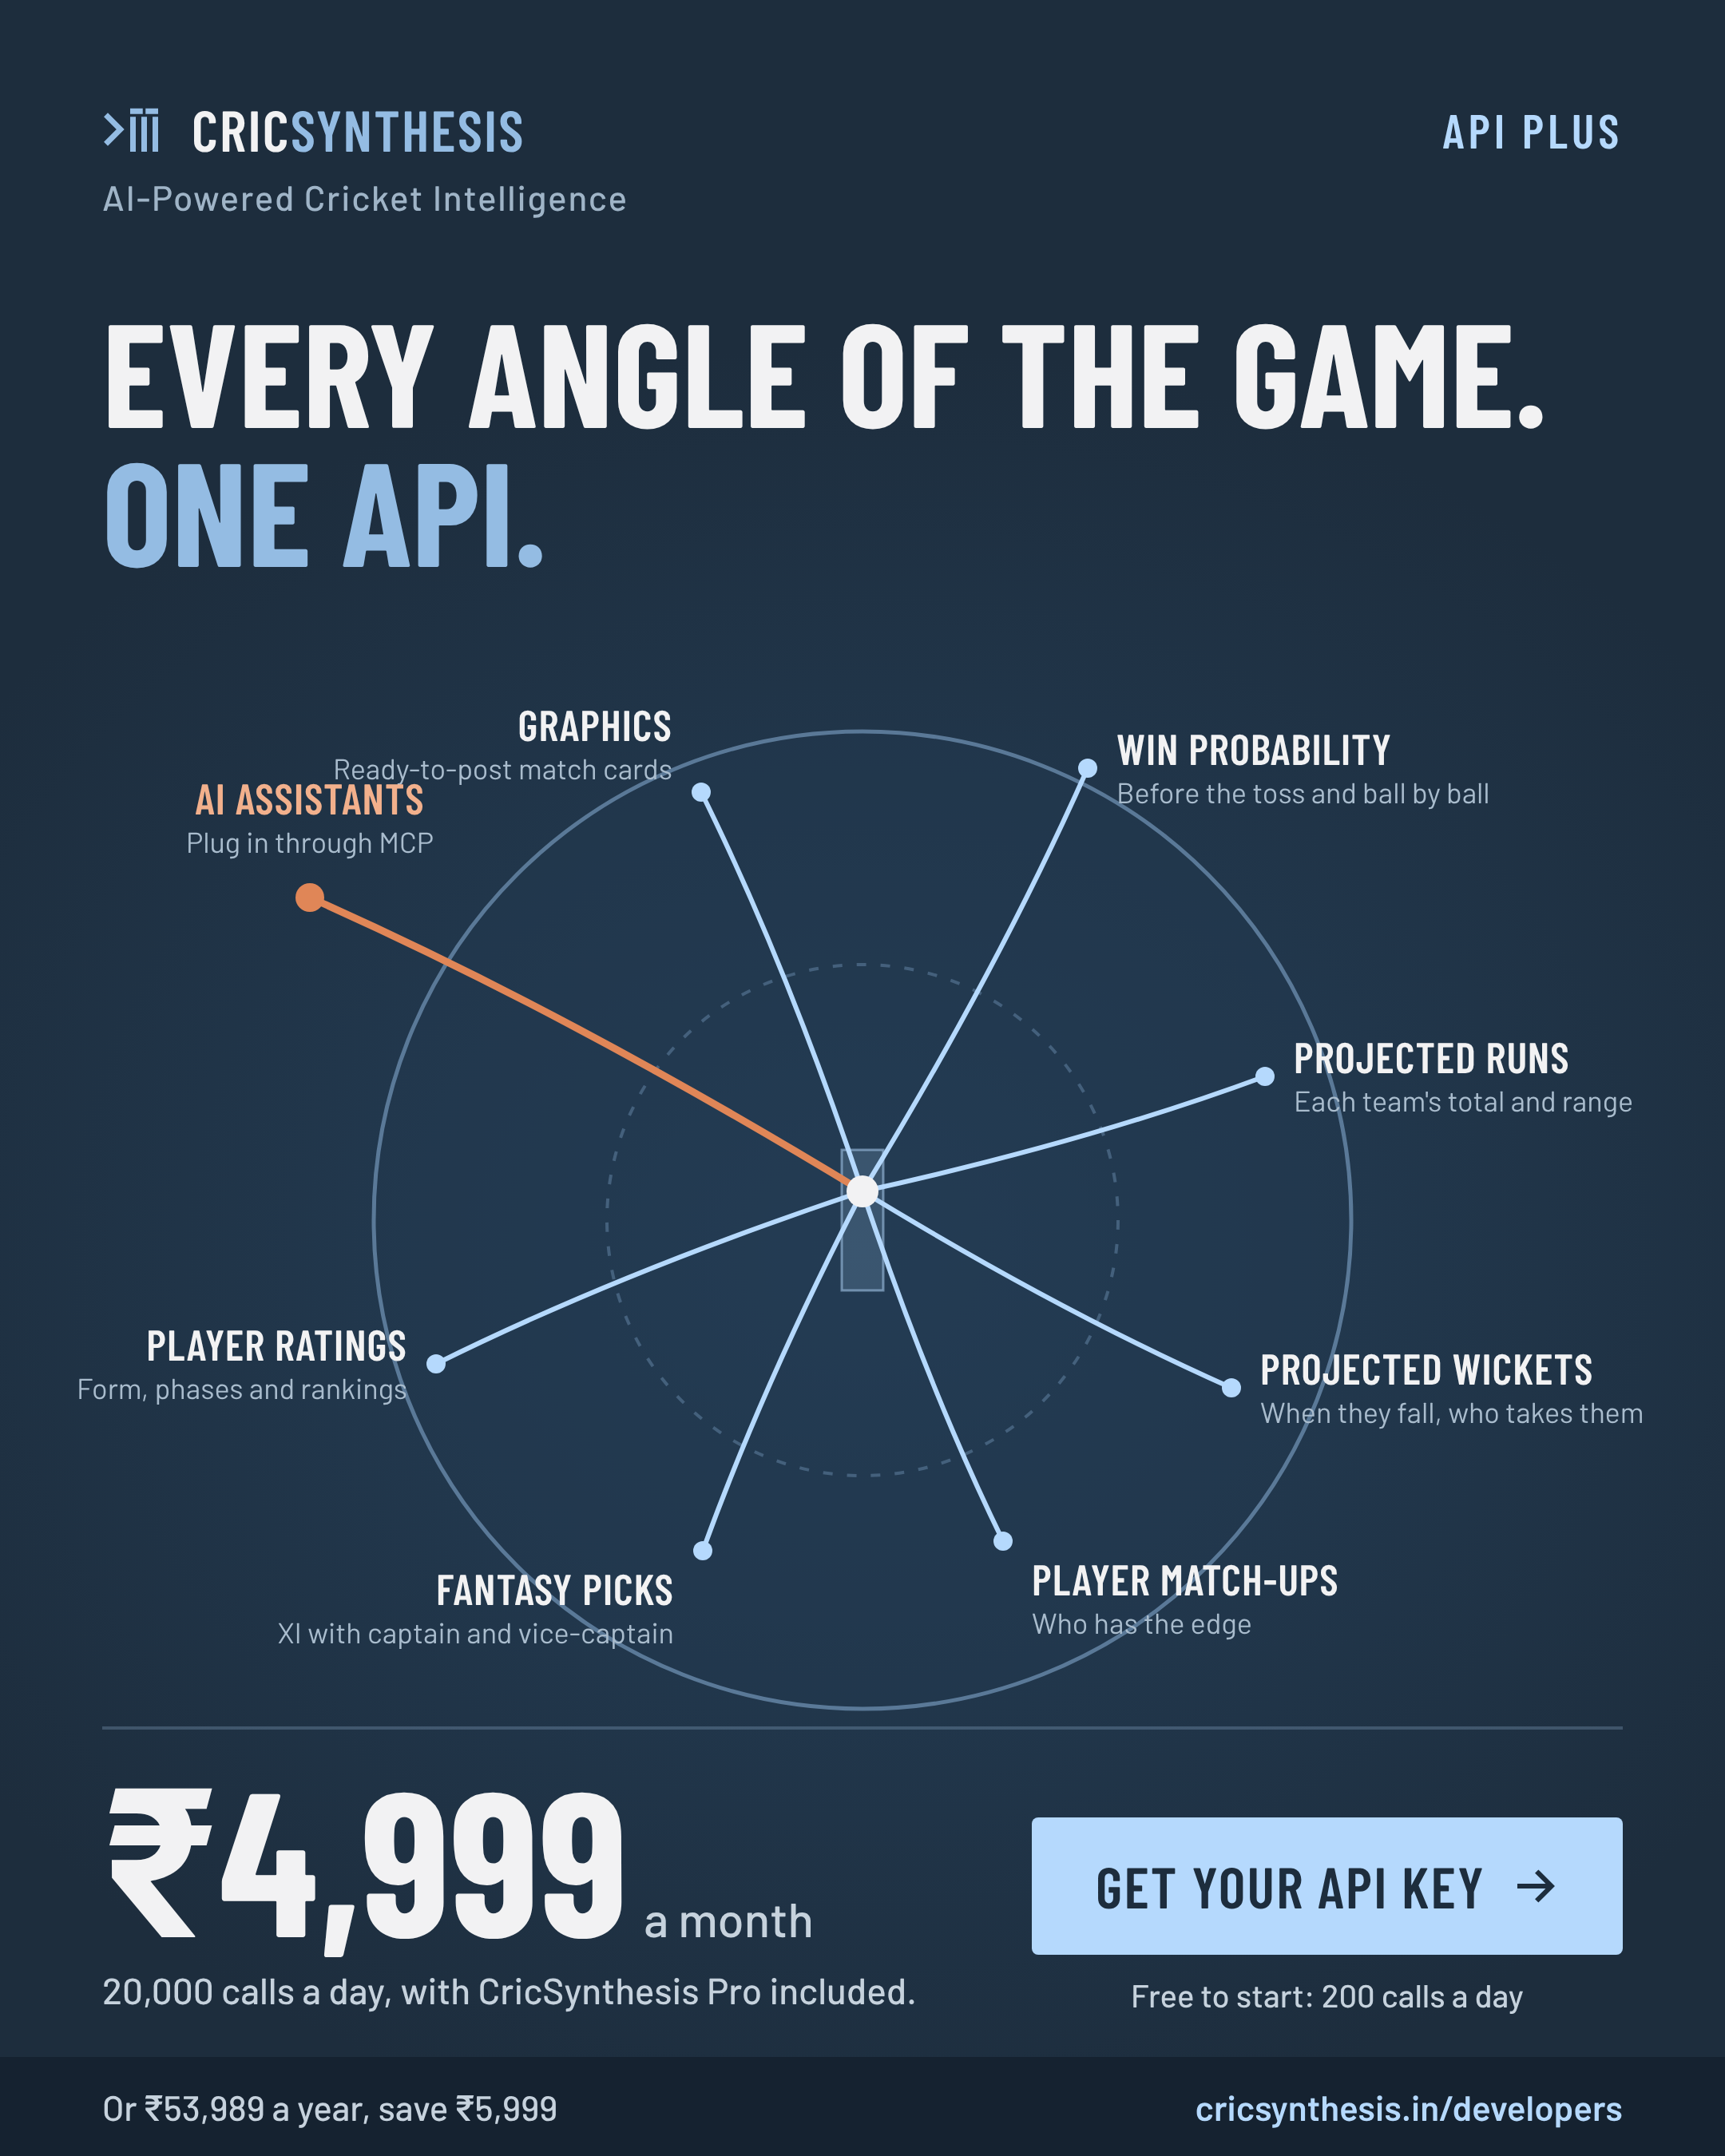 CRICSYNTHESIS
API PLUS
AI-Powered Cricket Intelligence
EVERY ANGLE OF THE GAME.
ONE API.
GRAPHICS
Ready-to-post match cards
WIN PROBABILITY
Before the toss and ball by ball
AI ASSISTANTS
Plug in through MCP
PROJECTED RUNS
Each team's total and range
PLAYER RATINGS
Form, phases and rankings
PROJECTED WICKETS
When they fall, who takes them
FANTASY PICKS
XI with captain and vice-captain
PLAYER MATCH-UPS
Who has the edge
₹4,999 a month
20,000 calls a day, with CricSynthesis Pro included.
GET YOUR API KEY →
Free to start: 200 calls a day
Or ₹53,989 a year, save ₹5,999
cricsynthesis.in/developers